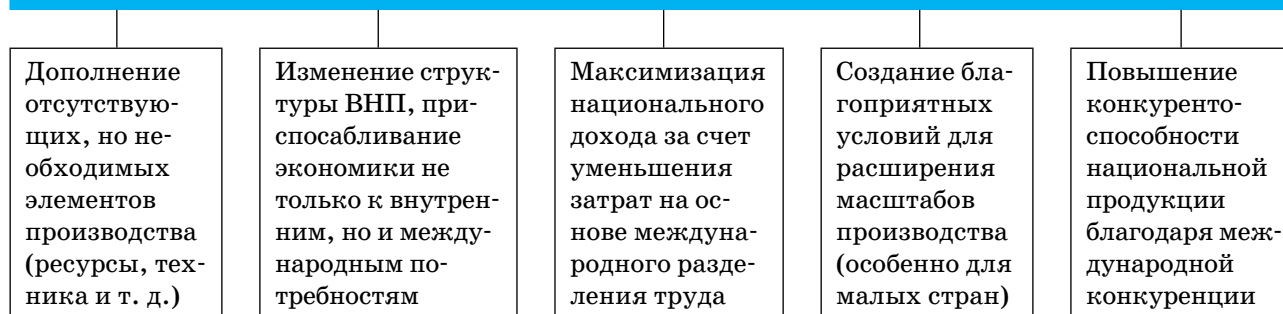 Дополнение
отсутствую-
щих, но не-
обходимых
элементов
производства
(ресурсы, тех-
ника и т. д.)
Изменение струк-
туры ВНП, при-
спосабливание
экономики не
только к внутрен-
ним, но и между-
народным по-
требностям
Максимизация
национального
дохода за счет
уменьшения
затрат на ос-
нове междуна-
родного разде-
ления труда
Создание бла-
гоприятных
условий для
расширения
масштабов
производства
(особенно для
малых стран)
Повышение
конкуренто-
способности
национальной
продукции
благодаря меж-
дународной
конкуренции